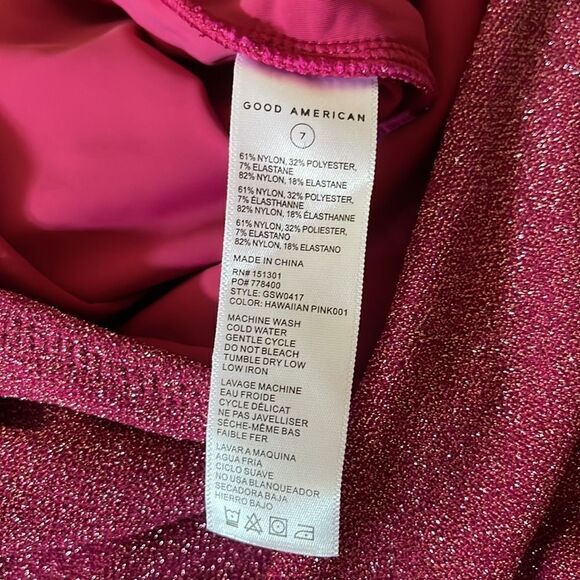 GOOD AMERICAN
7
61% NYLON, 32% POLYESTER,
7% ELASTANE
82% NYLON, 18% ELASTANE
61% NYLON, 32% POLYESTER,
7% ELASTHANNE
82% NYLON, 18% ELASTHANNE
61% NYLON, 32% POLIESTER,
7% ELASTANO
82% NYLON, 18% ELASTANO
MADE IN CHINA
RN# 151301
PO# 778400
STYLE: GSW0417
COLOR: HAWAIIAN PINK001
MACHINE WASH
COLD WATER
GENTLE CYCLE
DO NOT BLEACH
TUMBLE DRY LOW
LOW IRON
LAVAGE MACHINE
EAU FROIDE
CYCLE DÉLICAT
NE PAS JAVELLISER
SÈCHE-MÊME BAS
FAIBLE FER
LAVAR A MAQUINA
AGUA FRIA
CICLO SUAVE
NO USA BLANQUEADOR
SECADORA BAJA
HIERRO BAJO